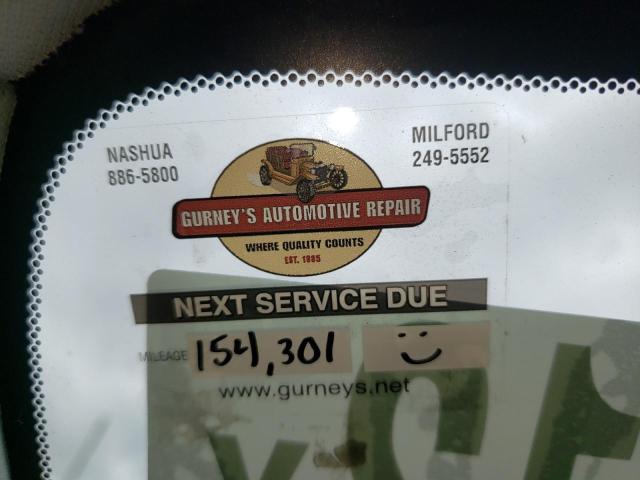 NASHUA
886-5800
MILFORD
249-5552
GURNEY'S AUTOMOTIVE REPAIR
WHERE QUALITY COUNTS
EST. 1985
NEXT SERVICE DUE
MILEAGE 154,301
www.gurneys.net